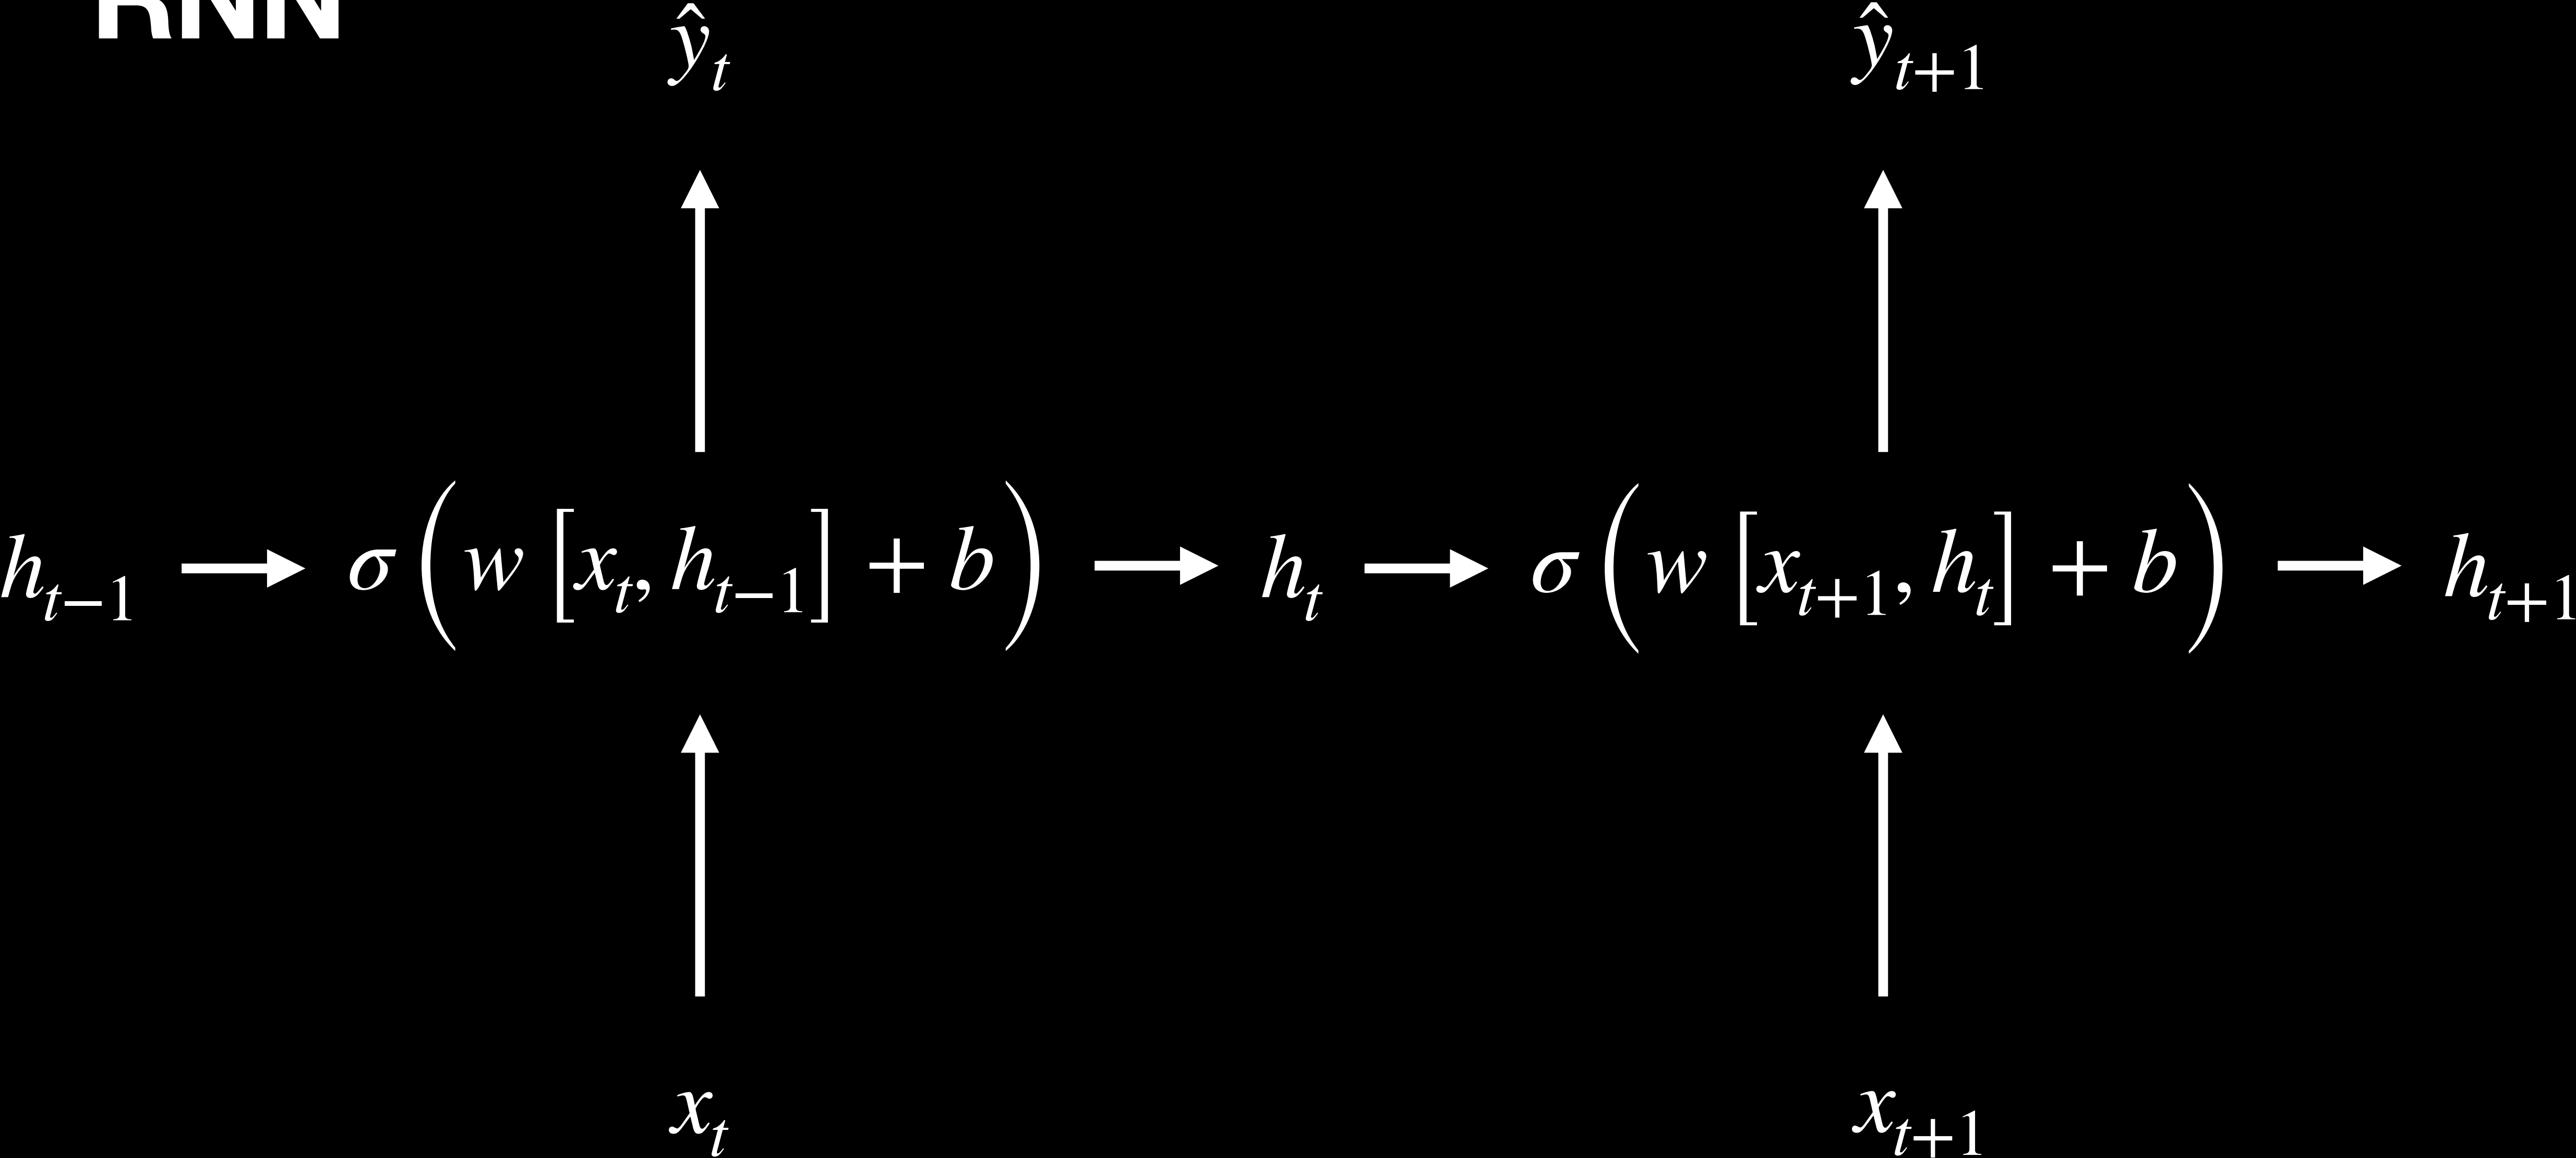 RNN
ŷ_t ŷ_{t+1}
h_{t−1} → σ(w [x_t, h_{t−1}] + b) → h_t → σ(w [x_{t+1}, h_t] + b) → h_{t+1}
x_t x_{t+1}